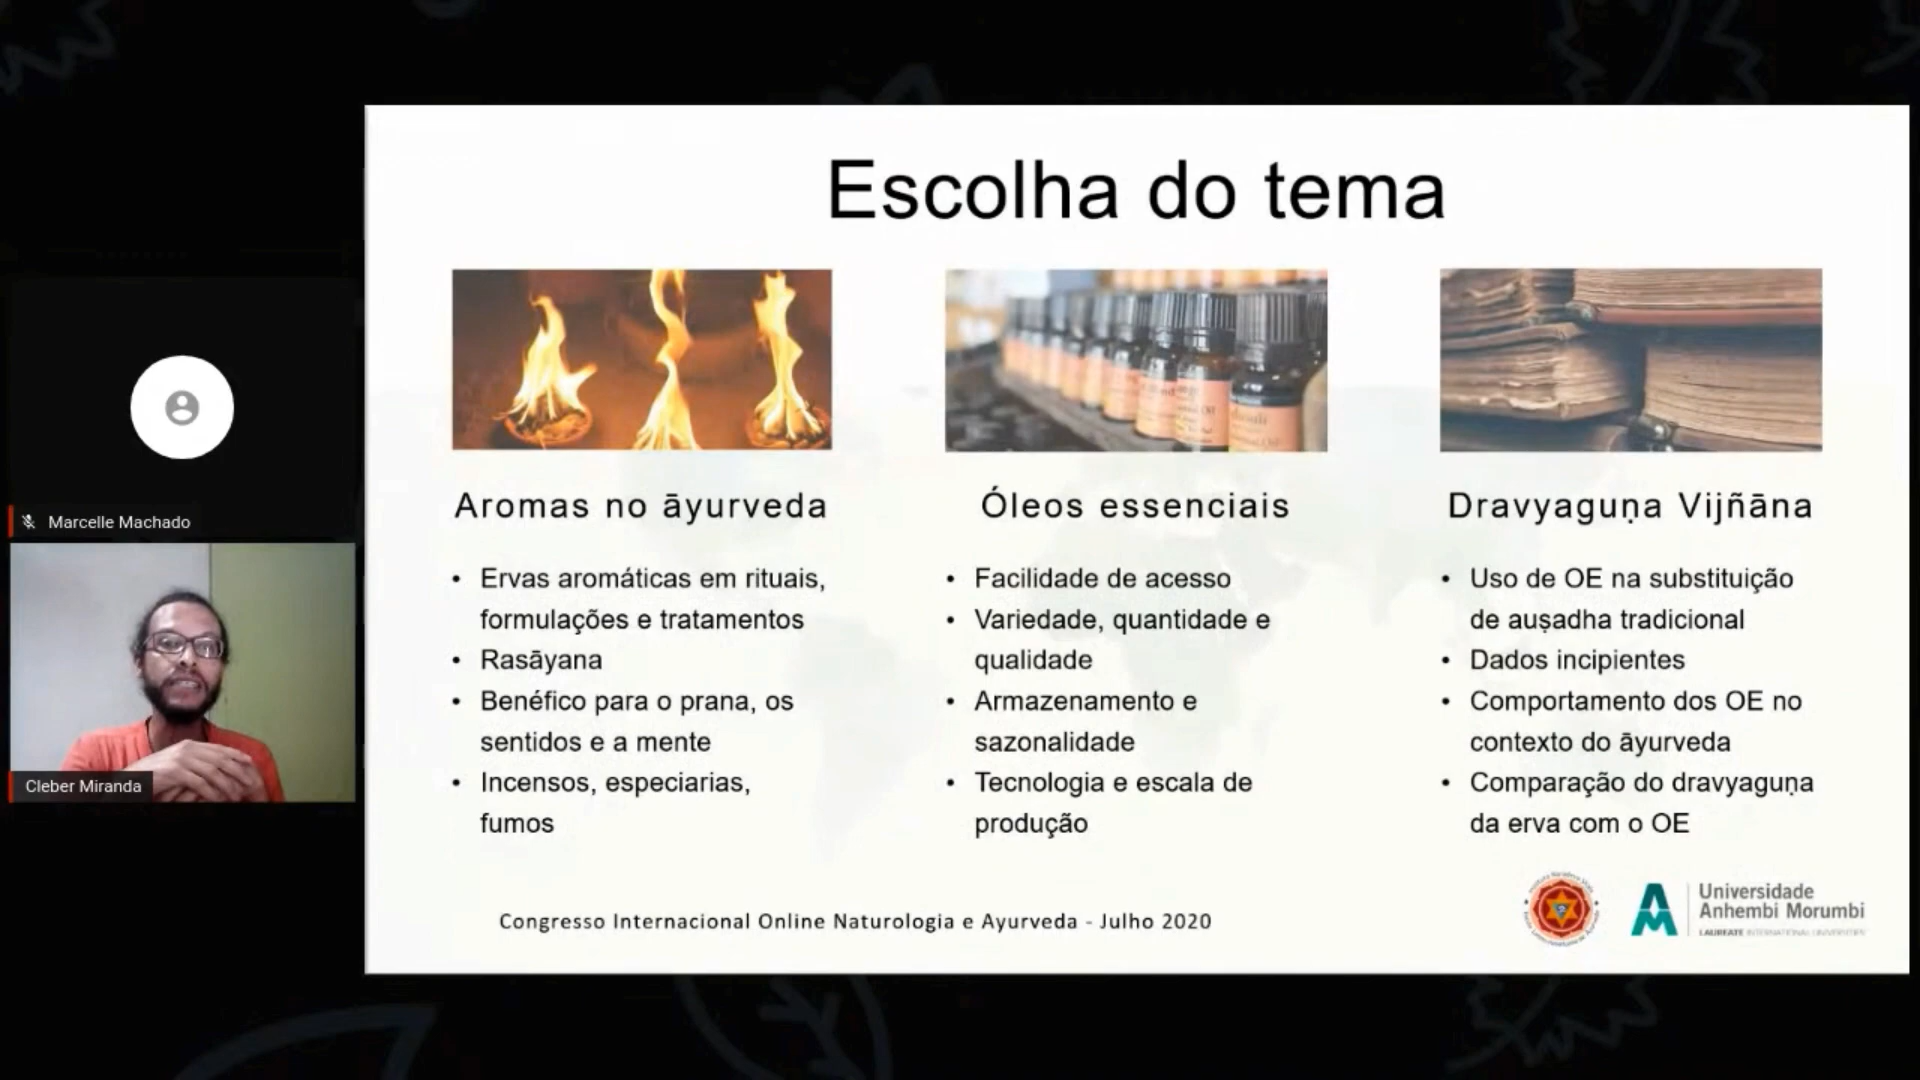 Escolha do tema
Aromas no āyurveda
• Ervas aromáticas em rituais,
formulações e tratamentos
• Rasāyana
• Benéfico para o prana, os
sentidos e a mente
• Incensos, especiarias,
fumos
Óleos essenciais
• Facilidade de acesso
• Variedade, quantidade e
qualidade
• Armazenamento e
sazonalidade
• Tecnologia e escala de
produção
Dravyaguṇa Vijñāna
• Uso de OE na substituição
de auṣadha tradicional
• Dados incipientes
• Comportamento dos OE no
contexto do āyurveda
• Comparação do dravyaguṇa
da erva com o OE
Congresso Internacional Online Naturologia e Ayurveda - Julho 2020
Universidade
Anhembi Morumbi
LAUREATE INTERNATIONAL UNIVERSITIES
Marcelle Machado
Cleber Miranda